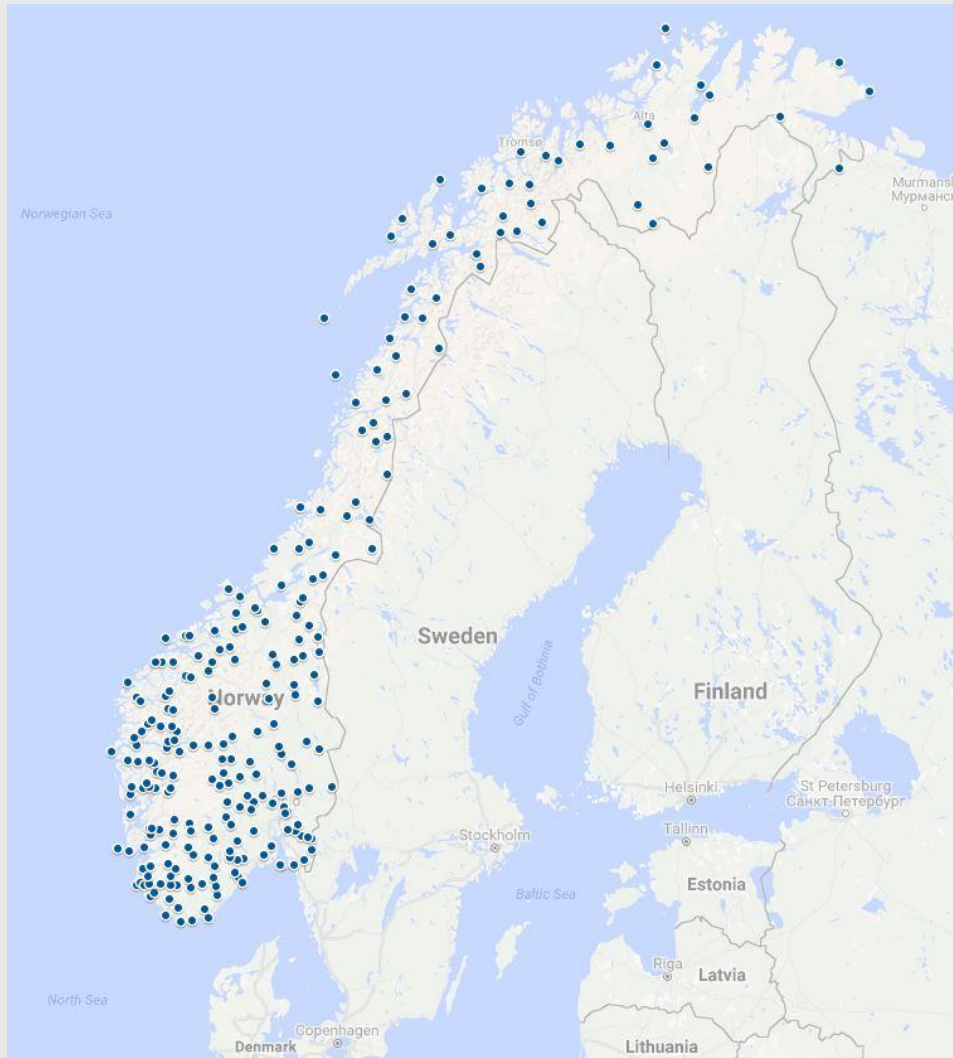 Alta
Tromsø
Murmansk
Мурманск
Norwegian Sea
Sweden
Finland
Gulf of Bothnia
Norway
Helsinki
St Petersburg
Санкт-Петербург
Tallinn
Stockholm
Estonia
Baltic Sea
Riga
Latvia
North Sea
Copenhagen
Denmark
Lithuania